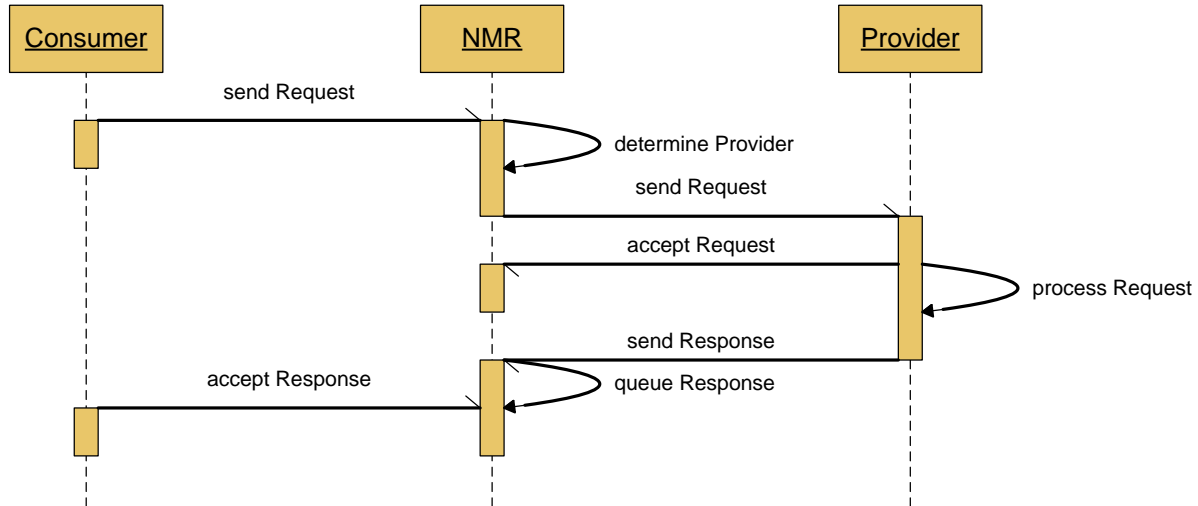 Consumer
NMR
Provider
send Request
determine Provider
send Request
accept Request
process Request
send Response
accept Response
queue Response